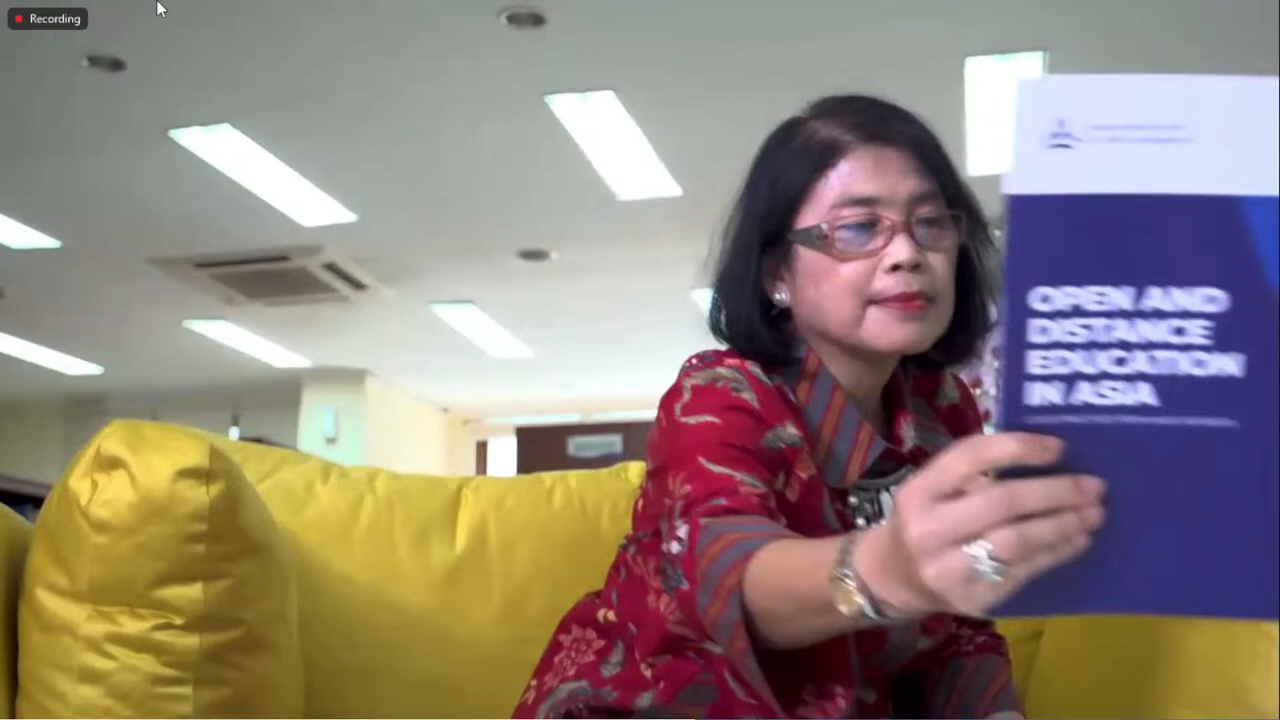 Recording
OPEN AND
DISTANCE
EDUCATION
IN ASIA